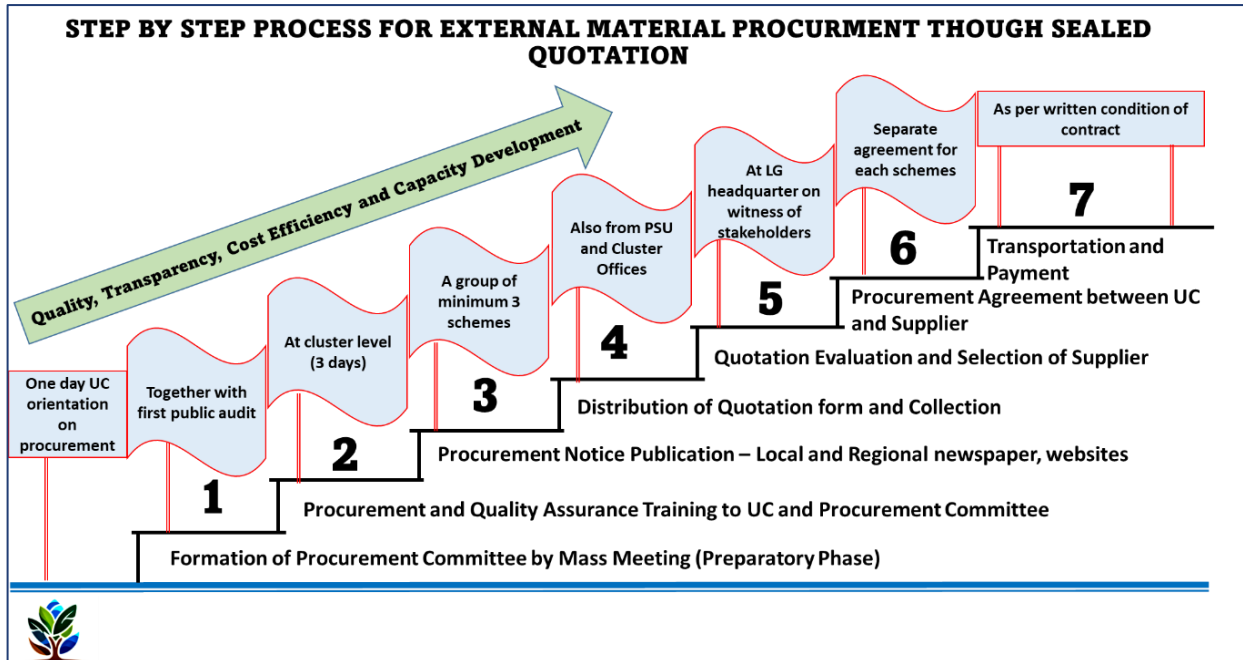 STEP BY STEP PROCESS FOR EXTERNAL MATERIAL PROCURMENT THOUGH SEALED
QUOTATION
Quality, Transparency, Cost Efficiency and Capacity Development
One day UC
orientation
on
procurement
Together with
first public audit
At cluster level
(3 days)
A group of
minimum 3
schemes
Also from PSU
and Cluster
Offices
At LG
headquarter on
witness of
stakeholders
Separate
agreement for
each schemes
As per written condition of
contract
7
Transportation and
Payment
6
Procurement Agreement between UC
and Supplier
5
Quotation Evaluation and Selection of Supplier
4
Distribution of Quotation form and Collection
3
Procurement Notice Publication – Local and Regional newspaper, websites
2
Procurement and Quality Assurance Training to UC and Procurement Committee
1
Formation of Procurement Committee by Mass Meeting (Preparatory Phase)